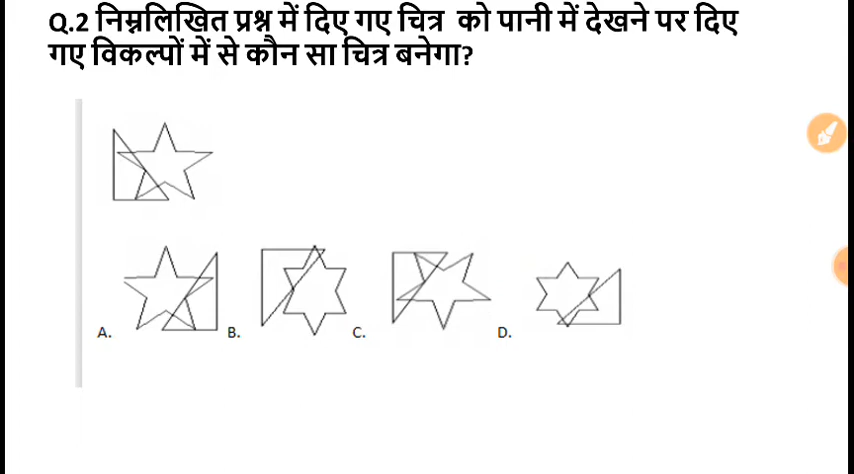 Q.2 निम्नलिखित प्रश्न में दिए गए चित्र को पानी में देखने पर दिए
गए विकल्पों में से कौन सा चित्र बनेगा?
A. B. C. D.